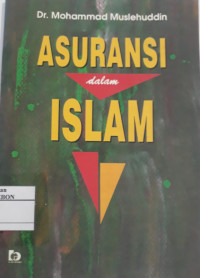 Dr. Mohammad Muslehuddin
ASURANSI
dalam
ISLAM